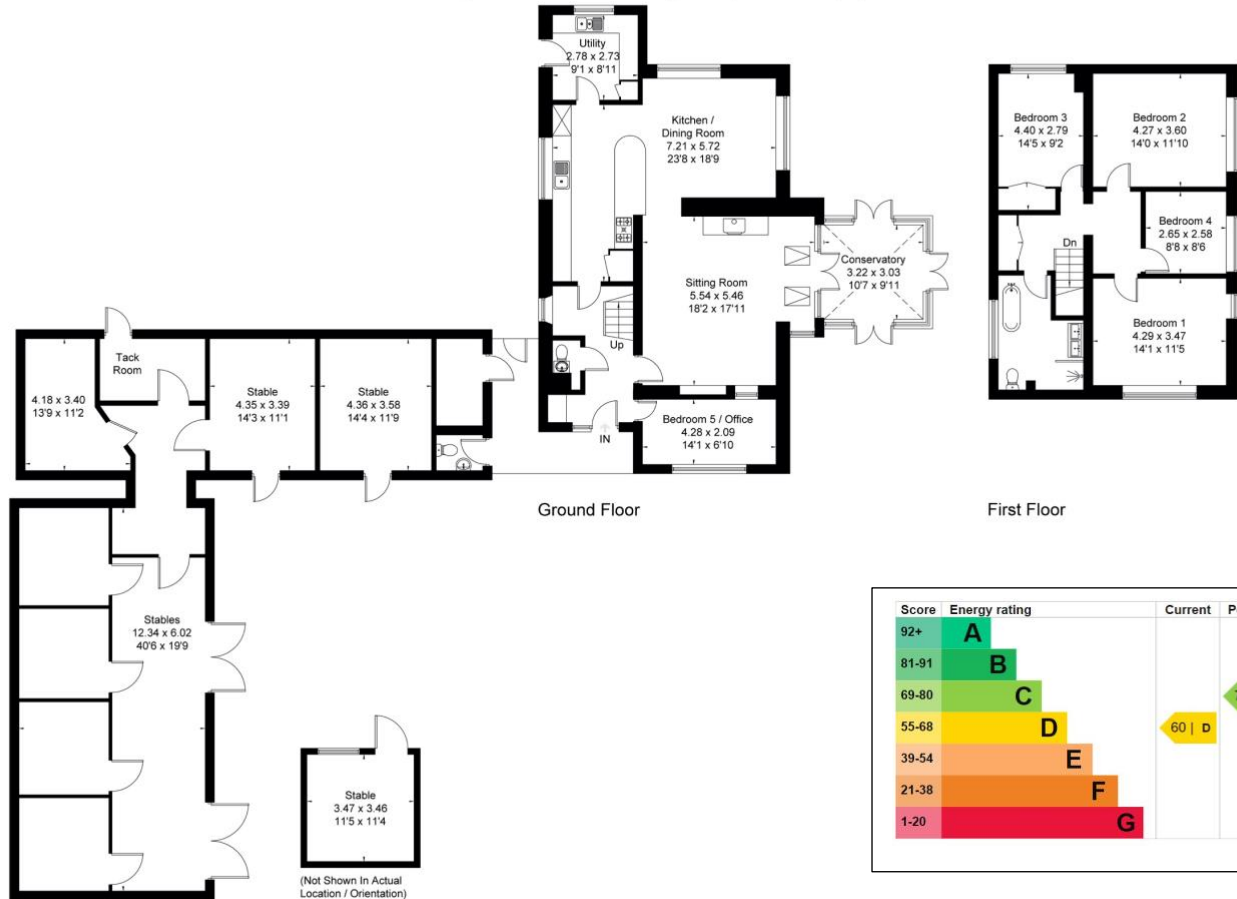 Utility
2.78 x 2.73
9'1 x 8'11
Kitchen /
Dining Room
7.21 x 5.72
23'8 x 18'9
Bedroom 3
4.40 x 2.79
14'5 x 9'2
Bedroom 2
4.27 x 3.60
14'0 x 11'10
Bedroom 4
2.65 x 2.58
8'8 x 8'6
Dn
Conservatory
3.22 x 3.03
10'7 x 9'11
Sitting Room
5.54 x 5.46
18'2 x 17'11
Bedroom 1
4.29 x 3.47
14'1 x 11'5
Up
Tack
Room
4.18 x 3.40
13'9 x 11'2
Stable
4.35 x 3.39
14'3 x 11'1
Stable
4.36 x 3.58
14'4 x 11'9
IN
Bedroom 5 / Office
4.28 x 2.09
14'1 x 6'10
Ground Floor
First Floor
Stables
12.34 x 6.02
40'6 x 19'9
Stable
3.47 x 3.46
11'5 x 11'4
(Not Shown In Actual
Location / Orientation)
Score Energy rating Current
92+ A
81-91 B
69-80 C
55-68 D 60 | D
39-54 E
21-38 F
1-20 G